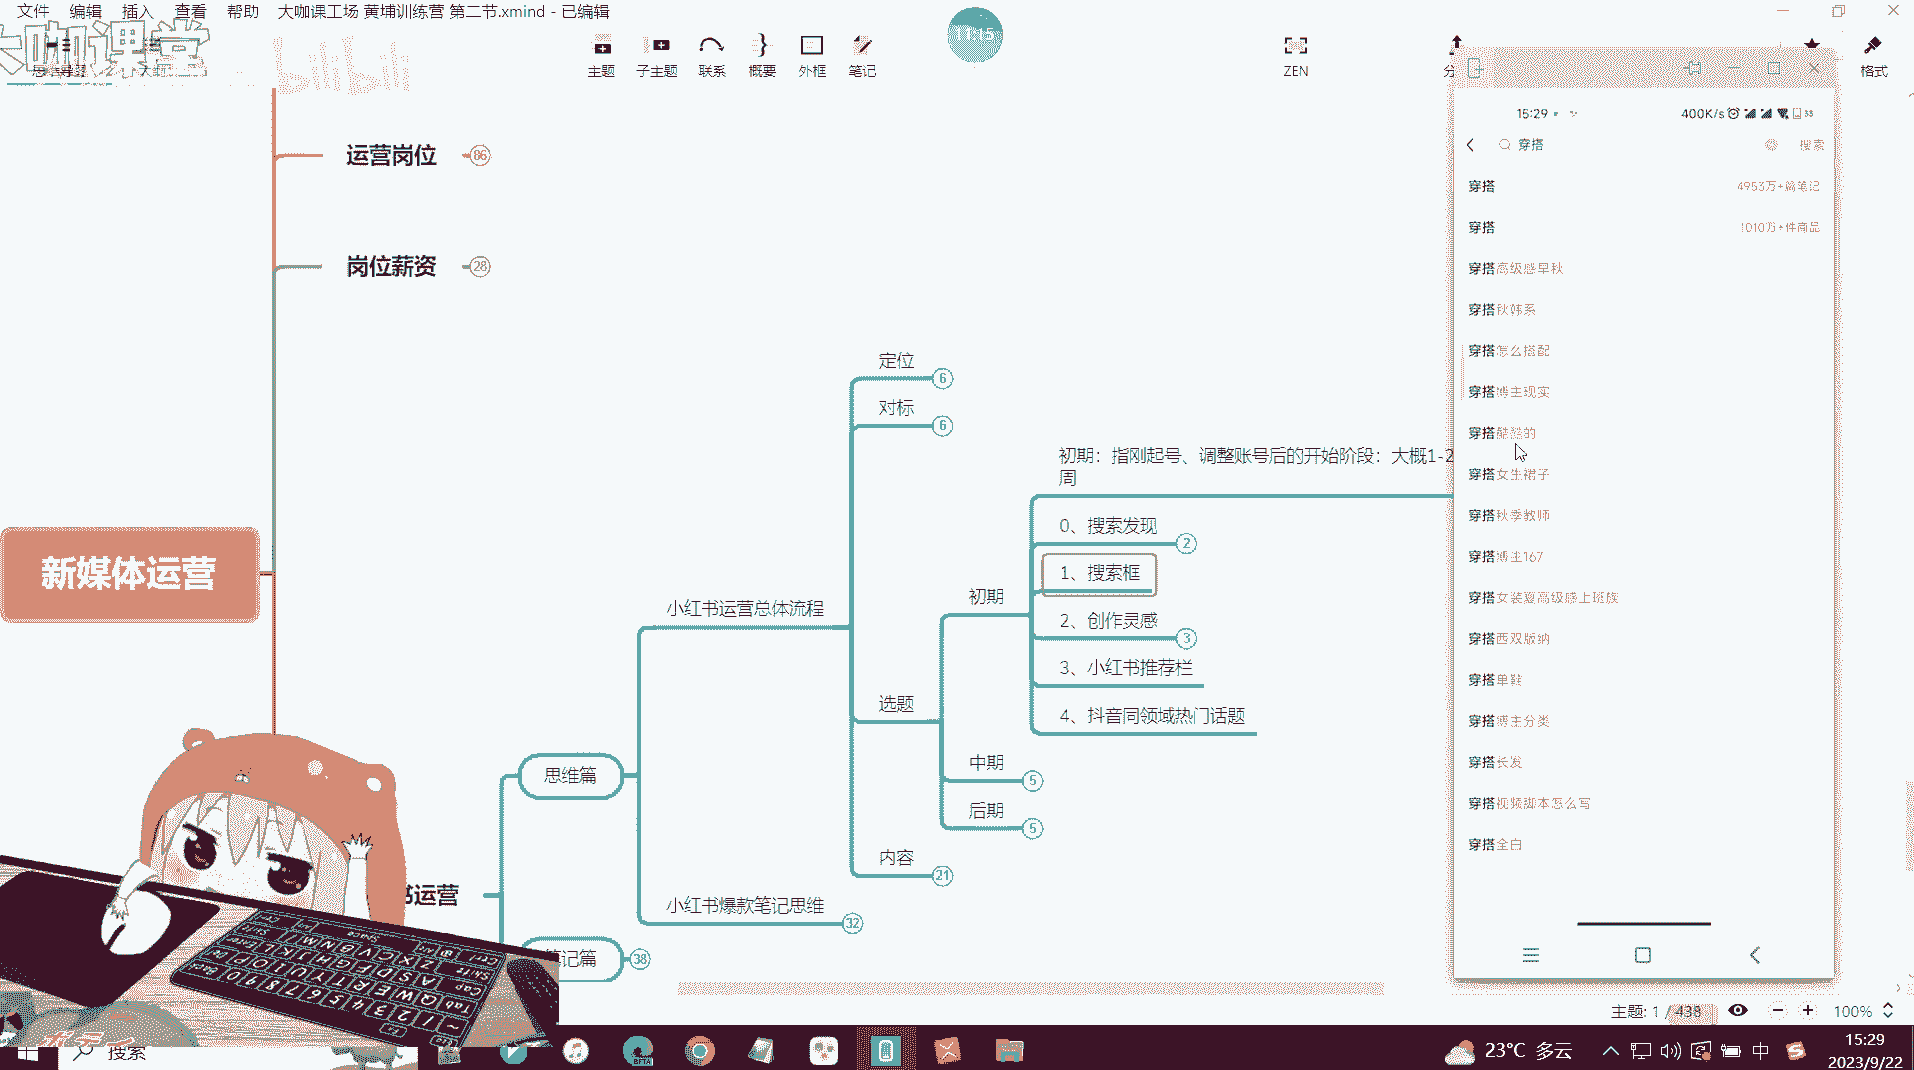 文件 编辑 插入 查看 帮助 大咖课工场 黄埔训练营 第二节.xmind - 已编辑
大咖课堂
bilibili
主题 子主题 联系 概要 外框 笔记
11:15
ZEN
格式
运营岗位 86
岗位薪资 28
新媒体运营
定位 6
对标 6
初期：指刚起号、调整账号后的开始阶段：大概1-2
周
0、搜索发现 2
1、搜索框
初期
2、创作灵感 3
小红书运营总体流程
3、小红书推荐栏
选题
4、抖音同领域热门话题
中期 5
思维篇
后期 5
内容 21
书运营
小红书爆款笔记思维 32
笔记篇 38
15:29
400K/s
33
穿搭 搜索
穿搭 4953万+篇笔记
穿搭 1010万+件商品
穿搭高级感早秋
穿搭秋韩系
穿搭怎么搭配
穿搭博主现实
穿搭酷酷的
穿搭女生裙子
穿搭秋季教师
穿搭博主167
穿搭女装夏高级感上班族
穿搭西双版纳
穿搭单鞋
穿搭博主分类
穿搭长发
穿搭视频脚本怎么写
穿搭全白
主题: 1 / 438
100%
搜索
BETA
23°C 多云
中
15:29
2023/9/22